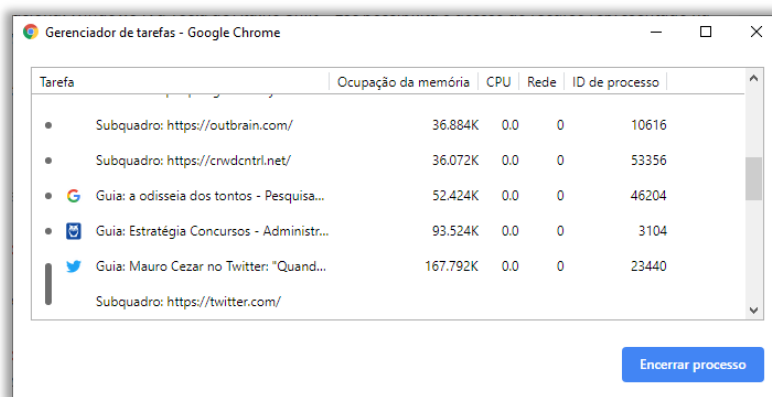 Gerenciador de tarefas - Google Chrome
Tarefa Ocupação da memória CPU Rede ID de processo
Subquadro: https://outbrain.com/ 36.884K 0.0 0 10616
Subquadro: https://crwdcntrl.net/ 36.072K 0.0 0 53356
Guia: a odisseia dos tontos - Pesquisa... 52.424K 0.0 0 46204
Guia: Estratégia Concursos - Administr... 93.524K 0.0 0 3104
Guia: Mauro Cezar no Twitter: "Quand... 167.792K 0.0 0 23440
Subquadro: https://twitter.com/
Encerrar processo